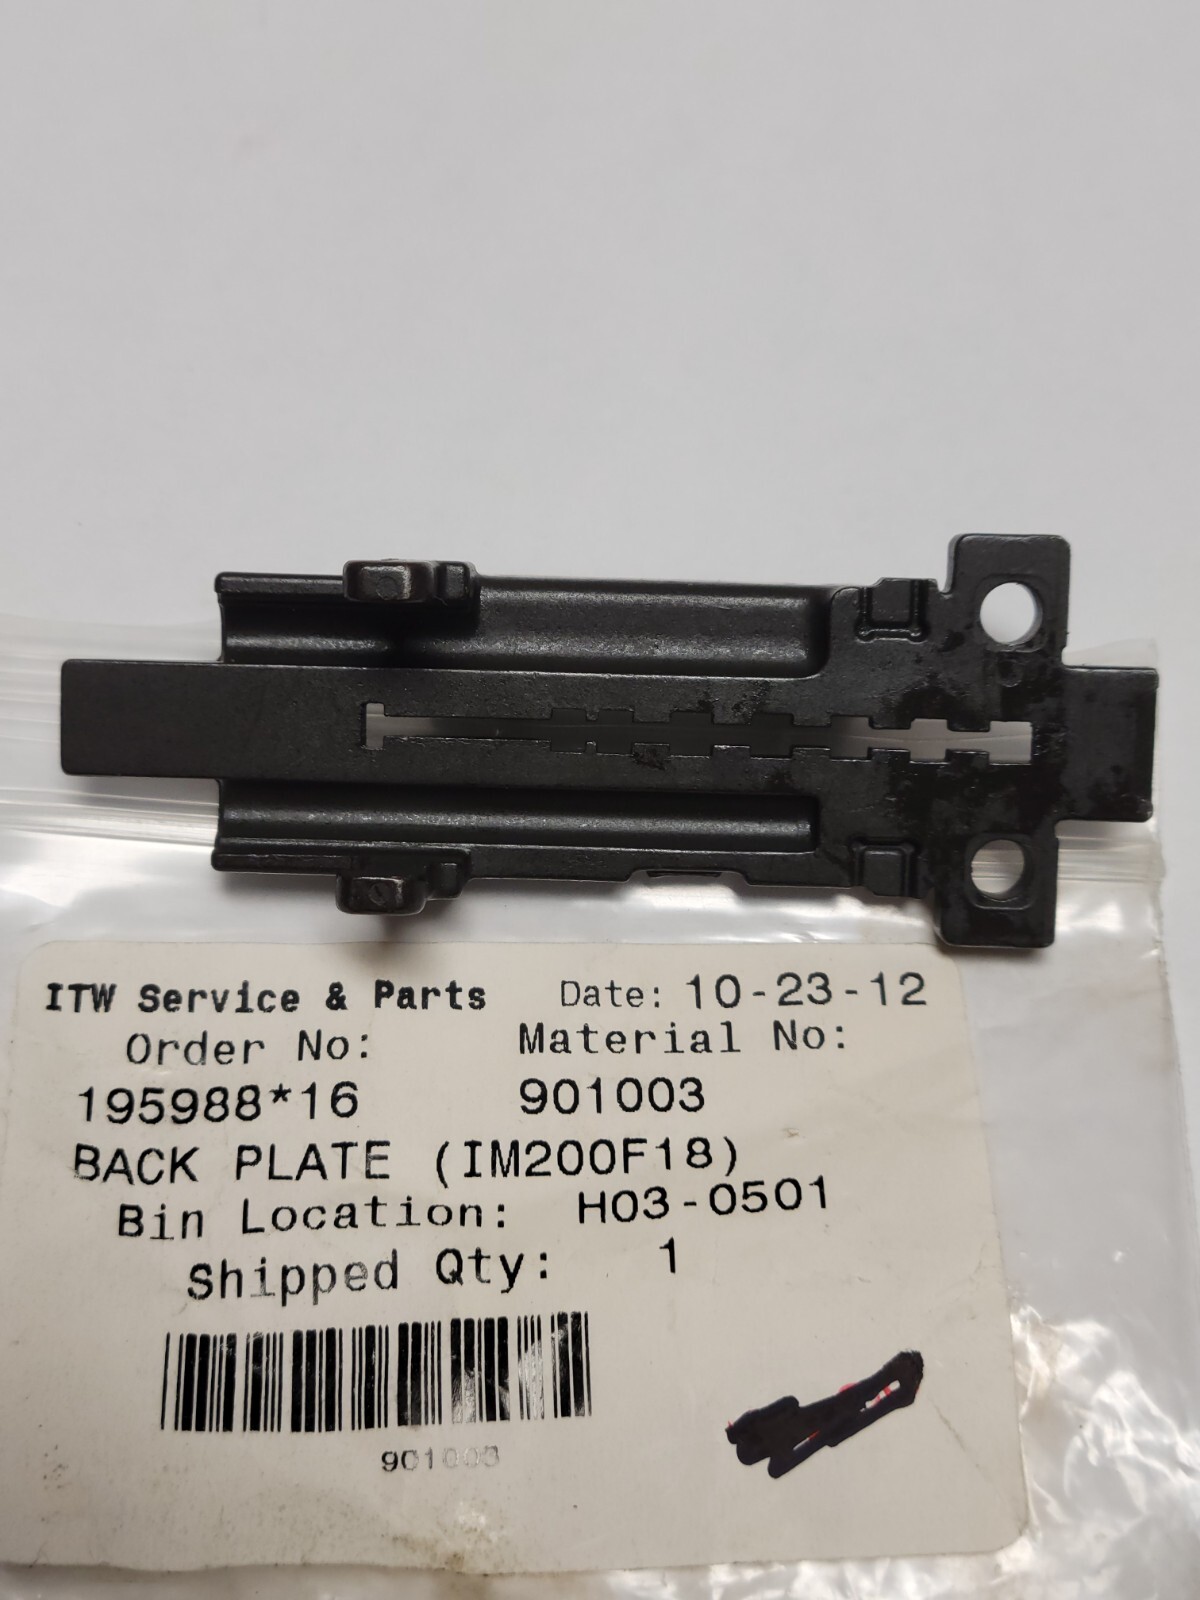 ITW Service & Parts Date: 10-23-12
Order No: Material No:
195988*16 901003
BACK PLATE (IM200F18)
Bin Location: H03-0501
Shipped Qty: 1
901003